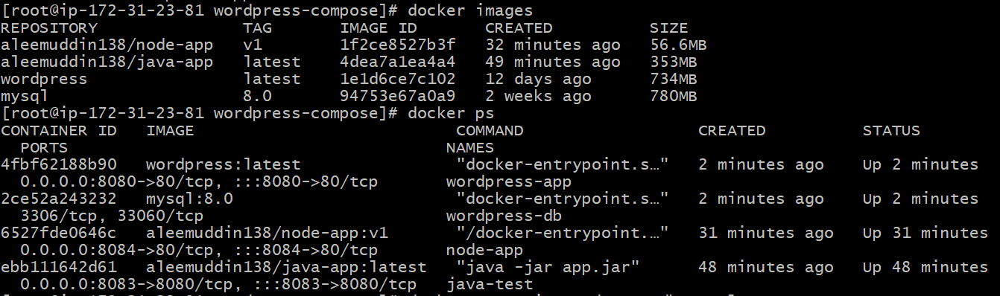 [root@ip-172-31-23-81 wordpress-compose]# docker images
REPOSITORY               TAG       IMAGE ID       CREATED          SIZE
aleemuddin138/node-app   v1        1f2ce8527b3f   32 minutes ago   56.6MB
aleemuddin138/java-app   latest    4dea7a1ea4a4   49 minutes ago   353MB
wordpress                latest    1e1d6ce7c102   12 days ago      734MB
mysql                    8.0       94753e67a0a9   2 weeks ago      780MB
[root@ip-172-31-23-81 wordpress-compose]# docker ps
CONTAINER ID   IMAGE                           COMMAND                  CREATED          STATUS
  PORTS                                       NAMES
4fbf62188b90   wordpress:latest                "docker-entrypoint.s…"   2 minutes ago    Up 2 minutes
  0.0.0.0:8080->80/tcp, :::8080->80/tcp       wordpress-app
2ce52a243232   mysql:8.0                       "docker-entrypoint.s…"   2 minutes ago    Up 2 minutes
  3306/tcp, 33060/tcp                         wordpress-db
6527fde0646c   aleemuddin138/node-app:v1       "/docker-entrypoint.…"   31 minutes ago   Up 31 minutes
  0.0.0.0:8084->80/tcp, :::8084->80/tcp       node-app
ebb111642d61   aleemuddin138/java-app:latest   "java -jar app.jar"      48 minutes ago   Up 48 minutes
  0.0.0.0:8083->8080/tcp, :::8083->8080/tcp   java-test